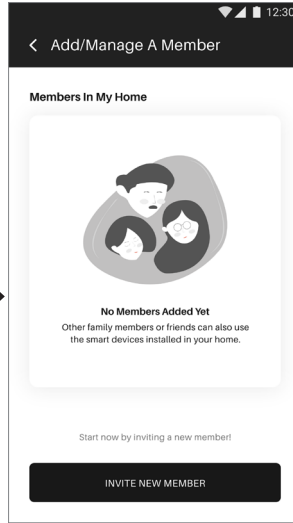 12:30
Add/Manage A Member
Members In My Home
No Members Added Yet
Other family members or friends can also use
the smart devices installed in your home.
Start now by inviting a new member!
INVITE NEW MEMBER